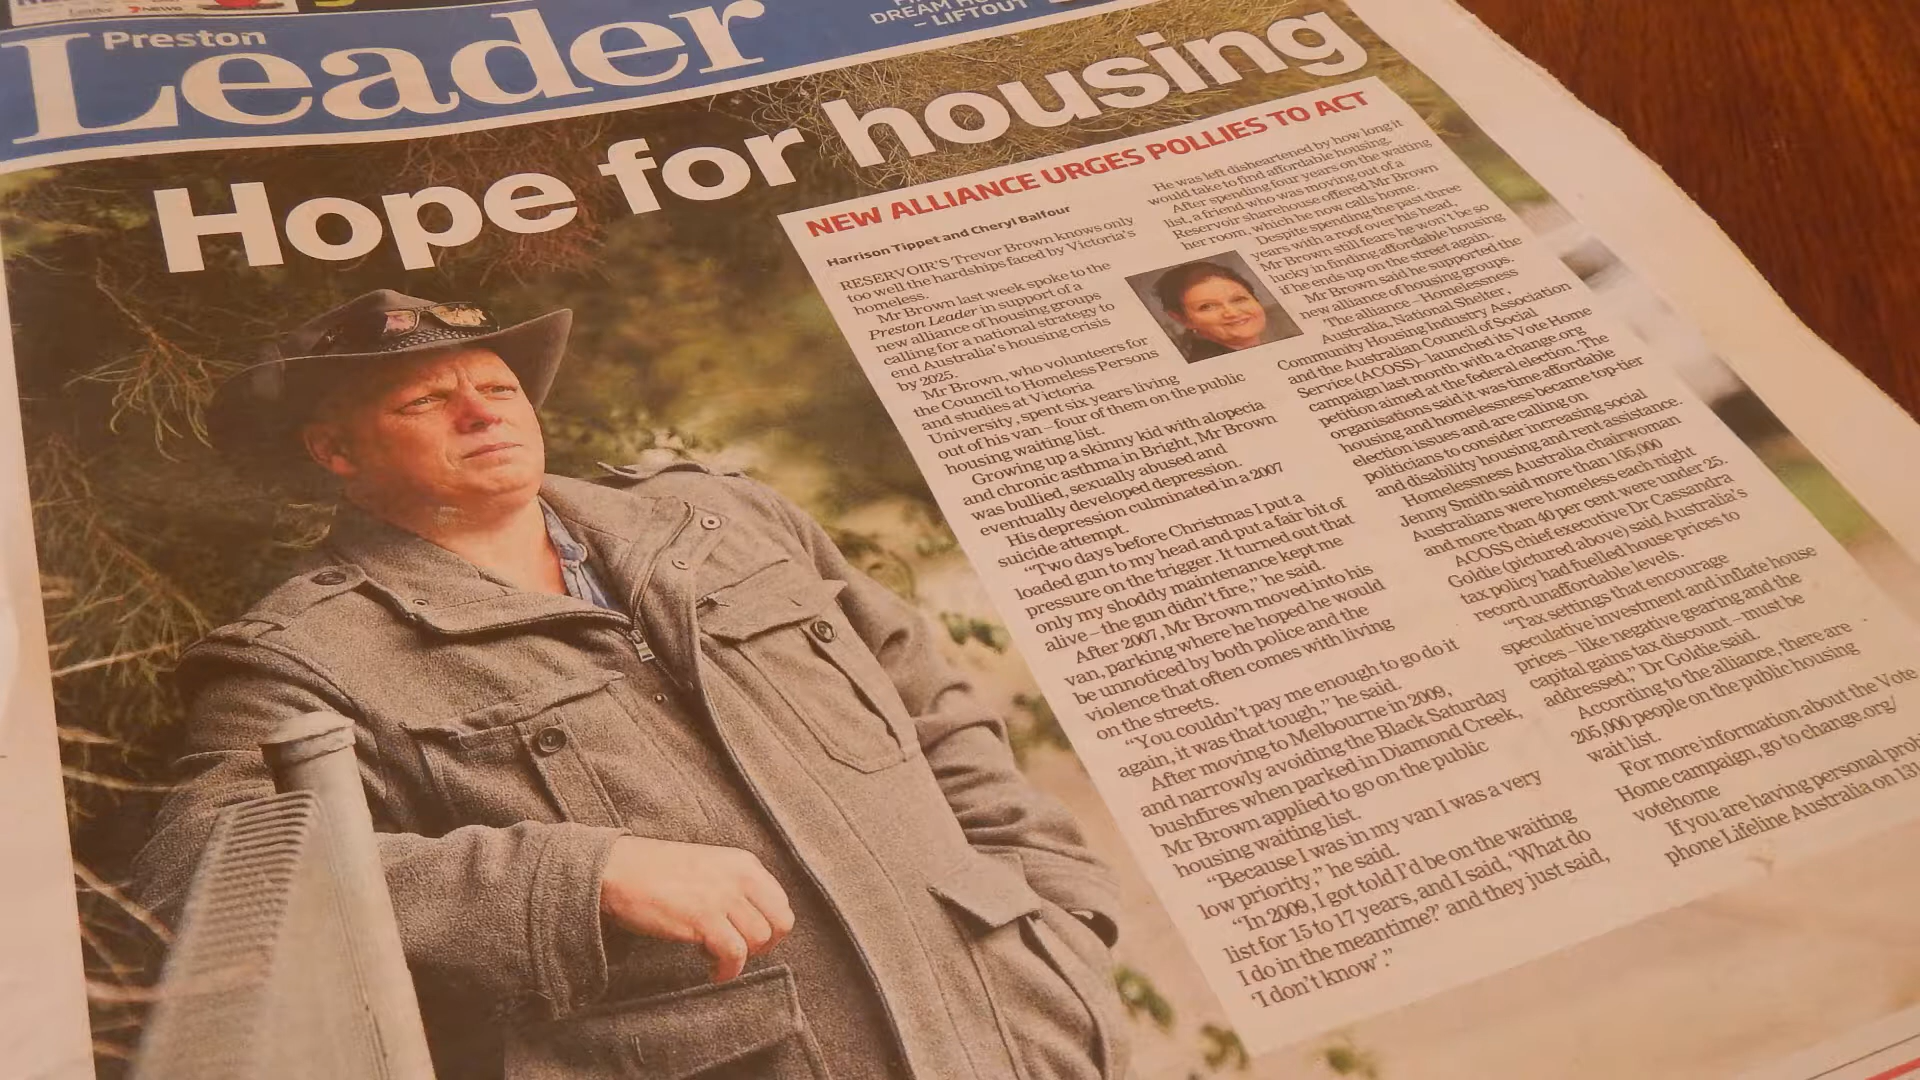 7NEWS
DREAM
– LIFTOUT
Preston
Leader
Hope for housing
NEW ALLIANCE URGES POLLIES TO ACT
Harrison Tippet and Cheryl Balfour
RESERVOIR'S Trevor Brown knows only
too well the hardships faced by Victoria's
homeless.
Mr Brown last week spoke to the
Preston Leader in support of a
new alliance of housing groups
calling for a national strategy to
end Australia's housing crisis
by 2025.
Mr Brown, who volunteers for
the Council to Homeless Persons
and studies at Victoria
University, spent six years living
out of his van – four of them on the public
housing waiting list.
Growing up a skinny kid with alopecia
and chronic asthma in Bright, Mr Brown
was bullied, sexually abused and
eventually developed depression.
His depression culminated in a 2007
suicide attempt.
“Two days before Christmas I put a
loaded gun to my head and put a fair bit of
pressure on the trigger. It turned out that
only my shoddy maintenance kept me
alive – the gun didn't fire,” he said.
After 2007, Mr Brown moved into his
van, parking where he hoped he would
be unnoticed by both police and the
violence that often comes with living
on the streets.
“You couldn't pay me enough to go do it
again, it was that tough,” he said.
After moving to Melbourne in 2009,
and narrowly avoiding the Black Saturday
bushfires when parked in Diamond Creek,
Mr Brown applied to go on the public
housing waiting list.
“Because I was in my van I was a very
low priority,” he said.
“In 2009, I got told I'd be on the waiting
list for 15 to 17 years, and I said, ‘What do
I do in the meantime?’ and they just said,
‘I don't know’.”
He was left disheartened by how long it
would take to find affordable housing.
After spending four years on the waiting
list, a friend who was moving out of a
Reservoir sharehouse offered Mr Brown
her room, which he now calls home.
Despite spending the past three
years with a roof over his head,
Mr Brown still fears he won't be so
lucky in finding affordable housing
if he ends up on the street again.
Mr Brown said he supported the
new alliance of housing groups.
The alliance – Homelessness
Australia, National Shelter,
Community Housing Industry Association
and the Australian Council of Social
Service (ACOSS) – launched its Vote Home
campaign last month with a change.org
petition aimed at the federal election. The
organisations said it was time affordable
housing and homelessness became top-tier
election issues and are calling on
politicians to consider increasing social
and disability housing and rent assistance.
Homelessness Australia chairwoman
Jenny Smith said more than 105,000
Australians were homeless each night
and more than 40 per cent were under 25.
ACOSS chief executive Dr Cassandra
Goldie (pictured above) said Australia's
tax policy had fuelled house prices to
record unaffordable levels.
“Tax settings that encourage
speculative investment and inflate house
prices – like negative gearing and the
capital gains tax discount – must be
addressed,” Dr Goldie said.
According to the alliance, there are
205,000 people on the public housing
wait list.
For more information about the Vote
Home campaign, go to change.org/
votehome
If you are having personal
phone Lifeline Australia on